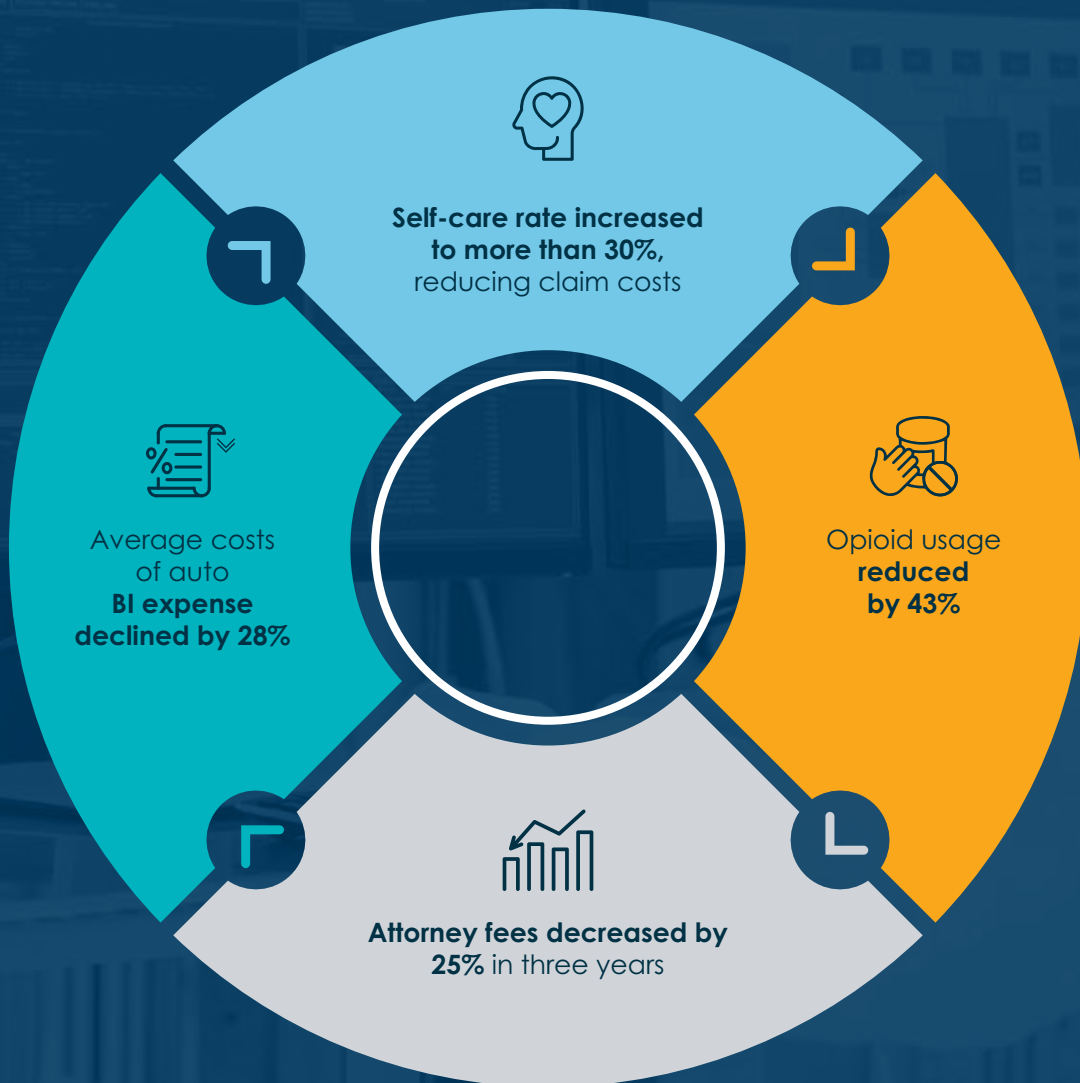 Self-care rate increased
to more than 30%,
reducing claim costs
Average costs
of auto
BI expense
declined by 28%
Opioid usage
reduced
by 43%
Attorney fees decreased by
25% in three years